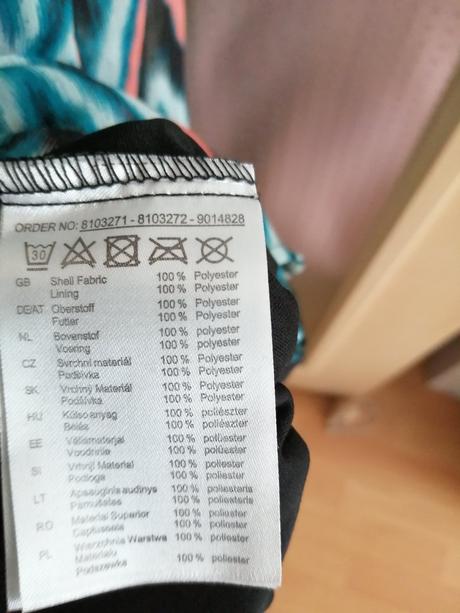 ORDER NO: 8103271 - 8103272 - 9014828
30
GB Shell Fabric 100 % Polyester
Lining 100 % Polyester
DE/AT Oberstoff 100 % Polyester
Futter 100 % Polyester
NL Bovenstof 100 % Polyester
Voering 100 % Polyester
CZ Svrchní materiál 100 % Polyester
Podšívka 100 % Polyester
SK Vrchný Materiál 100 % Polyester
Podšívka 100 % Polyester
HU Külső anyag 100 % poliészter
Bélés 100 % poliészter
EE Välismaterjal 100 % polüester
Voodriie 100 % polüester
SI Vrhnji Material 100 % poliester
Podloga 100 % poliester
LT Apsauginis audinys 100 % poliesteris
Pamušalas 100 % poliesteris
RO Material Superior 100 % poliester
Captuseala 100 % poliester
PL Wierzchnia Warstwa 100 % poliester
Materiału
Podszewka 100 % poliester